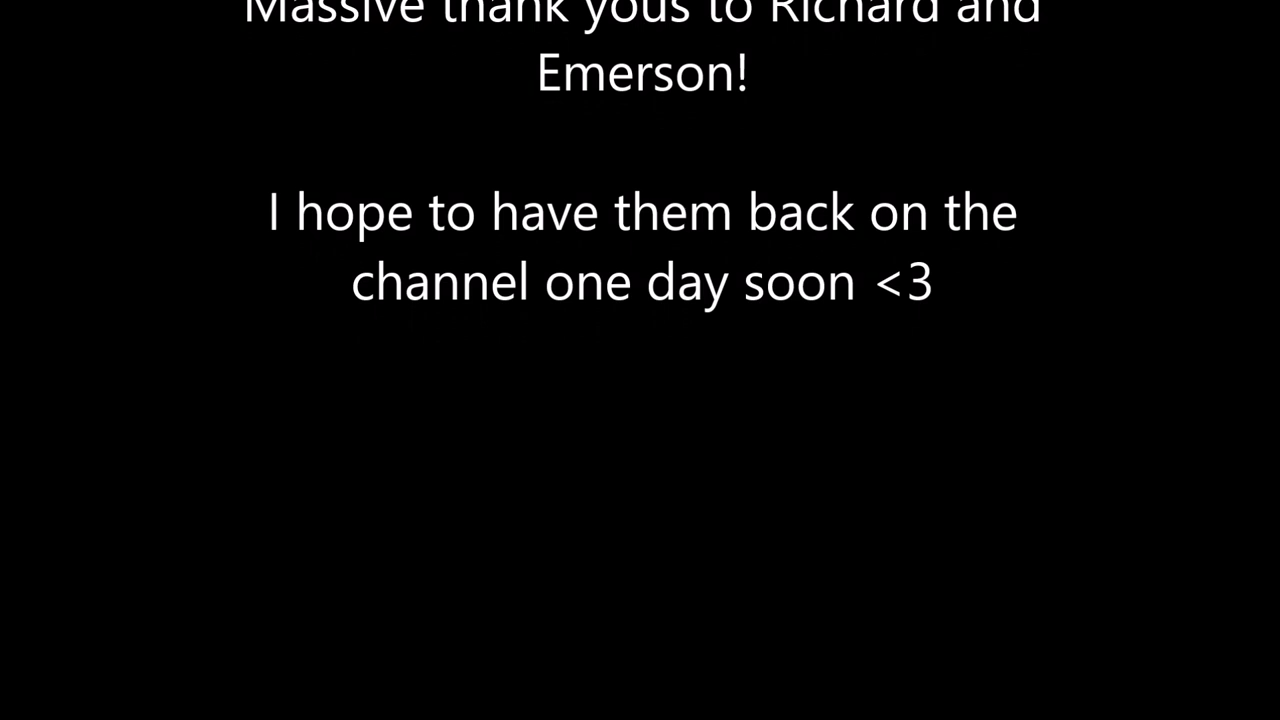 Massive thank yous to Richard and
Emerson!
I hope to have them back on the
channel one day soon <3